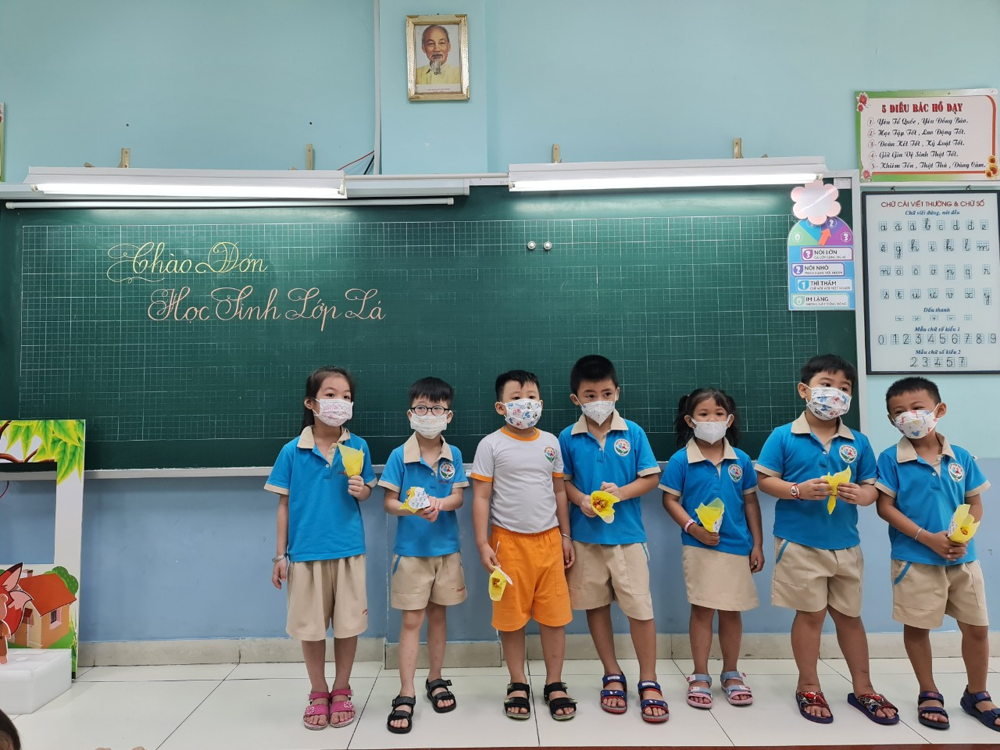 Chào Đón
Học Sinh Lớp Lá
5 ĐIỀU BÁC HỒ DẠY
1- Yêu Tổ Quốc, Yêu Đồng Bào.
2- Học Tập Tốt, Lao Động Tốt.
3- Đoàn Kết Tốt, Kỷ Luật Tốt.
4- Giữ Gìn Vệ Sinh Thật Tốt.
5- Khiêm Tốn, Thật Thà, Dũng Cảm.
0 2 3
3 NÓI LỚN
2 NÓI NHỎ
1 THÌ THẦM
0 IM LẶNG
CHỮ CÁI VIẾT THƯỜNG & CHỮ SỐ
Chữ viết đứng, nét đều
a ă â b c d đ e
ê g h i k l m
n o ô ơ p q r
s t u ư v x y
Dấu thanh
Mẫu chữ số kiểu 1
0 1 2 3 4 5 6 7 8 9
Mẫu chữ số kiểu 2
2 3 4 5 7